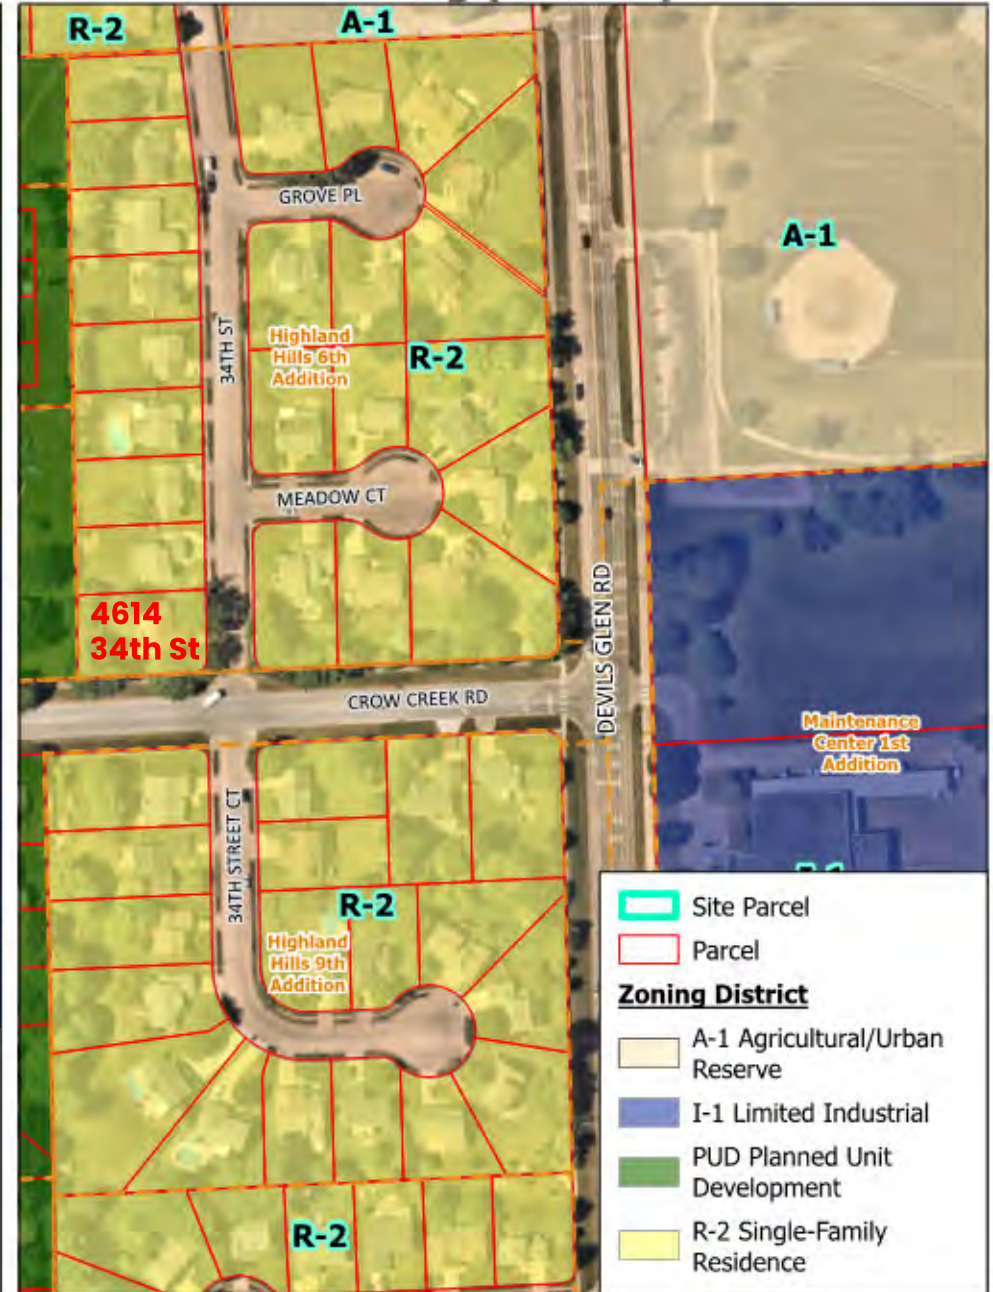 R-2
A-1
GROVE PL
A-1
34TH ST
Highland
Hills 6th
Addition
R-2
MEADOW CT
4614
34th St
DEVILS GLEN RD
CROW CREEK RD
Maintenance
Center 1st
Addition
34TH STREET CT
R-2
Highland
Hills 9th
Addition
R-2
Site Parcel
Parcel
Zoning District
A-1 Agricultural/Urban
Reserve
I-1 Limited Industrial
PUD Planned Unit
Development
R-2 Single-Family
Residence